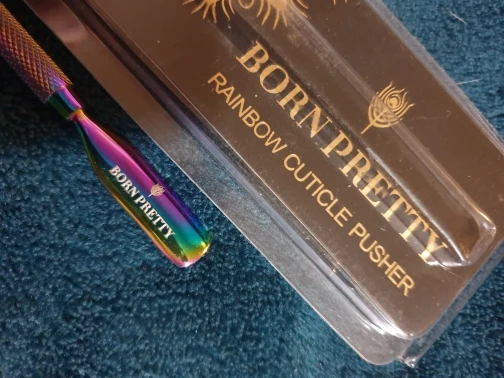 BORN PRETTY
RAINBOW CUTICLE PUSHER
BORN PRETTY